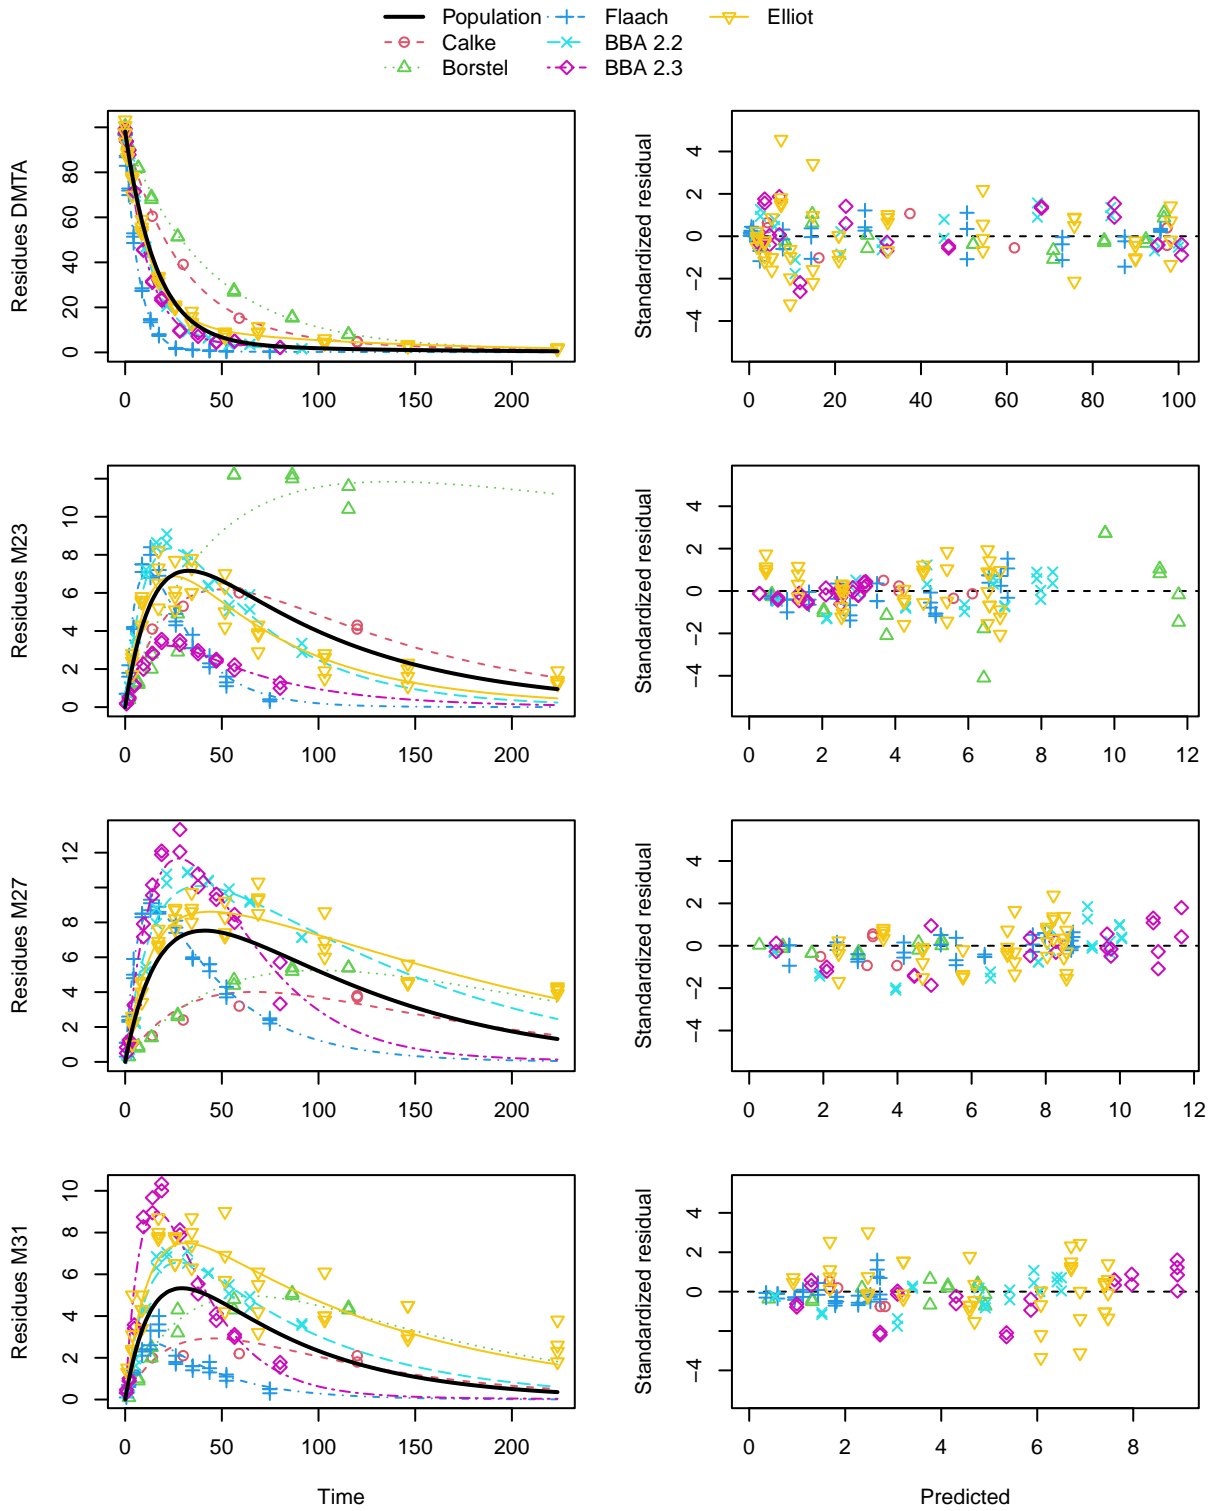 Population Flaach Elliot
Calke BBA 2.2
Borstel BBA 2.3
Residues DMTA
0 20 40 60 80
0 50 100 150 200
Standardized residual
−4 −2 0 2 4
0 20 40 60 80 100
Residues M23
0 2 4 6 8 10
0 50 100 150 200
Standardized residual
−4 −2 0 2 4
0 2 4 6 8 10 12
Residues M27
0 2 4 6 8 10 12
0 50 100 150 200
Standardized residual
−4 −2 0 2 4
0 2 4 6 8 10 12
Residues M31
0 2 4 6 8 10
0 50 100 150 200
Standardized residual
−4 −2 0 2 4
0 2 4 6 8
Time Predicted